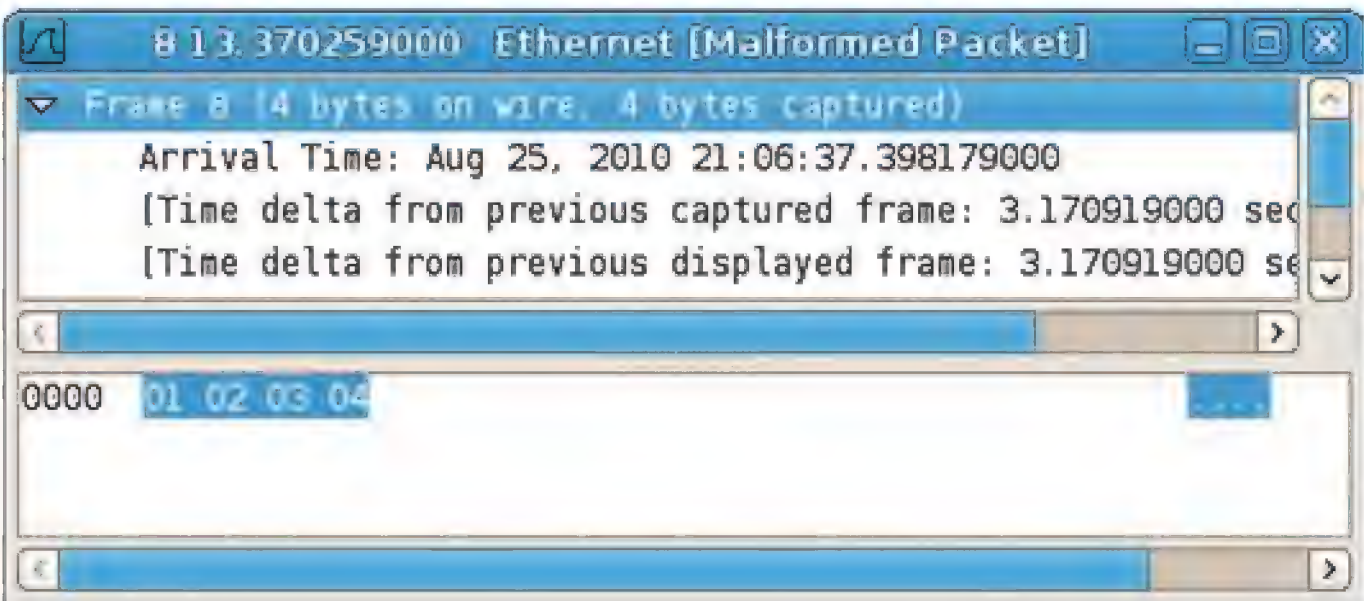 8 13.370259000 Ethernet [Malformed Packet]
Frame 8 (4 bytes on wire, 4 bytes captured)
Arrival Time: Aug 25, 2010 21:06:37.398179000
[Time delta from previous captured frame: 3.170919000 sec
[Time delta from previous displayed frame: 3.170919000 se
0000 01 02 03 04 ....